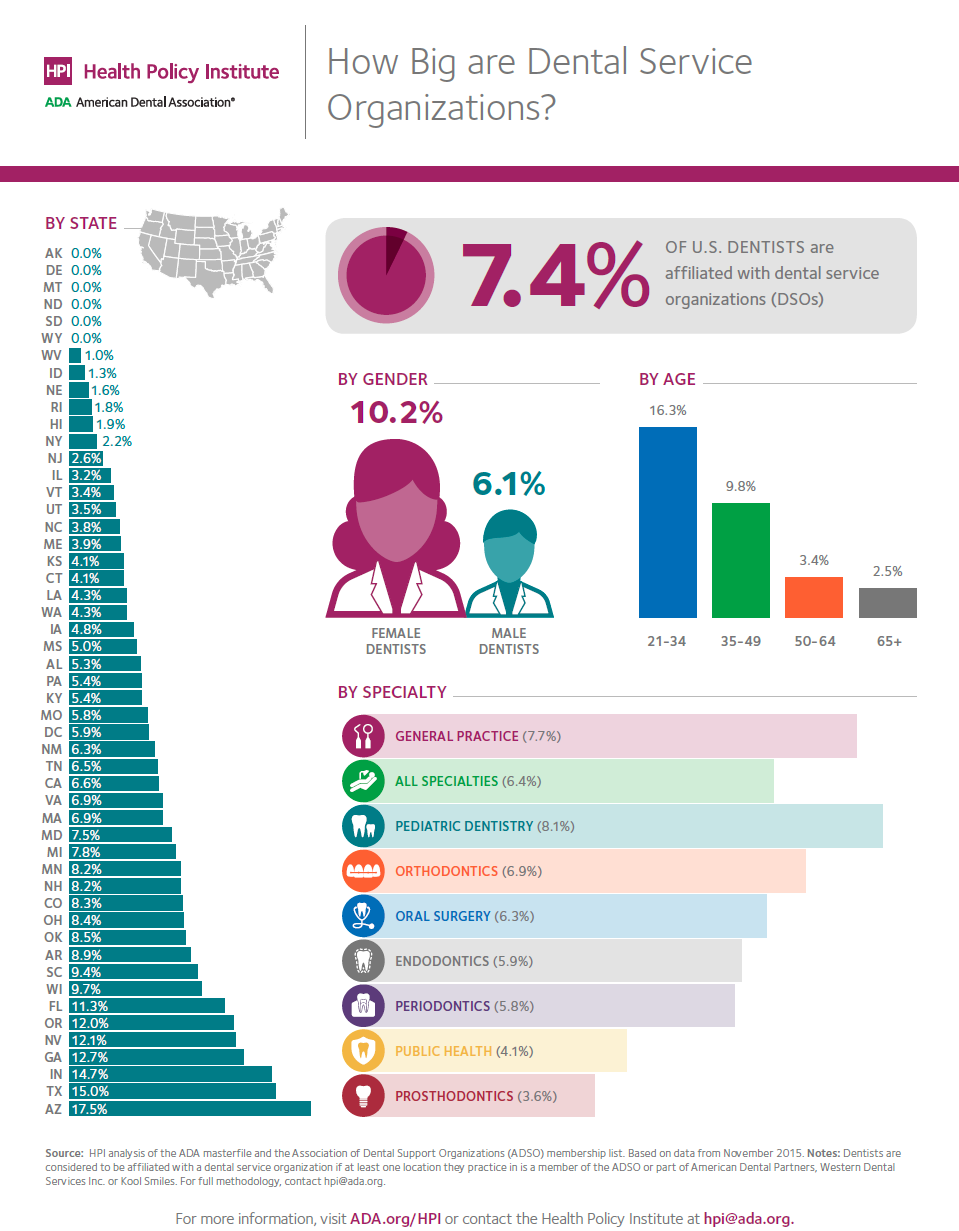 HPI Health Policy Institute
ADA American Dental Association®
How Big are Dental Service
Organizations?
BY STATE
AK 0.0%
DE 0.0%
MT 0.0%
ND 0.0%
SD 0.0%
WY 0.0%
WV 1.0%
ID 1.3%
NE 1.6%
RI 1.8%
HI 1.9%
NY 2.2%
NJ 2.6%
IL 3.2%
VT 3.4%
UT 3.5%
NC 3.8%
ME 3.9%
KS 4.1%
CT 4.1%
LA 4.3%
WA 4.3%
IA 4.8%
MS 5.0%
AL 5.3%
PA 5.4%
KY 5.4%
MO 5.8%
DC 5.9%
NM 6.3%
TN 6.5%
CA 6.6%
VA 6.9%
MA 6.9%
MD 7.5%
MI 7.8%
MN 8.2%
NH 8.2%
CO 8.3%
OH 8.4%
OK 8.5%
AR 8.9%
SC 9.4%
WI 9.7%
FL 11.3%
OR 12.0%
NV 12.1%
GA 12.7%
IN 14.7%
TX 15.0%
AZ 17.5%
7.4%
OF U.S. DENTISTS are
affiliated with dental service
organizations (DSOs)
BY GENDER
10.2%
6.1%
FEMALE
DENTISTS
MALE
DENTISTS
BY AGE
16.3%
9.8%
3.4%
2.5%
21-34 35-49 50-64 65+
BY SPECIALTY
GENERAL PRACTICE (7.7%)
ALL SPECIALTIES (6.4%)
PEDIATRIC DENTISTRY (8.1%)
ORTHODONTICS (6.9%)
ORAL SURGERY (6.3%)
ENDODONTICS (5.9%)
PERIODONTICS (5.8%)
PUBLIC HEALTH (4.1%)
PROSTHODONTICS (3.6%)
Source: HPI analysis of the ADA masterfile and the Association of Dental Support Organizations (ADSO) membership list. Based on data from November 2015. Notes: Dentists are
considered to be affiliated with a dental service organization if at least one location they practice in is a member of the ADSO or part of American Dental Partners, Western Dental
Services Inc. or Kool Smiles. For full methodology, contact hpi@ada.org.
For more information, visit ADA.org/HPI or contact the Health Policy Institute at hpi@ada.org.